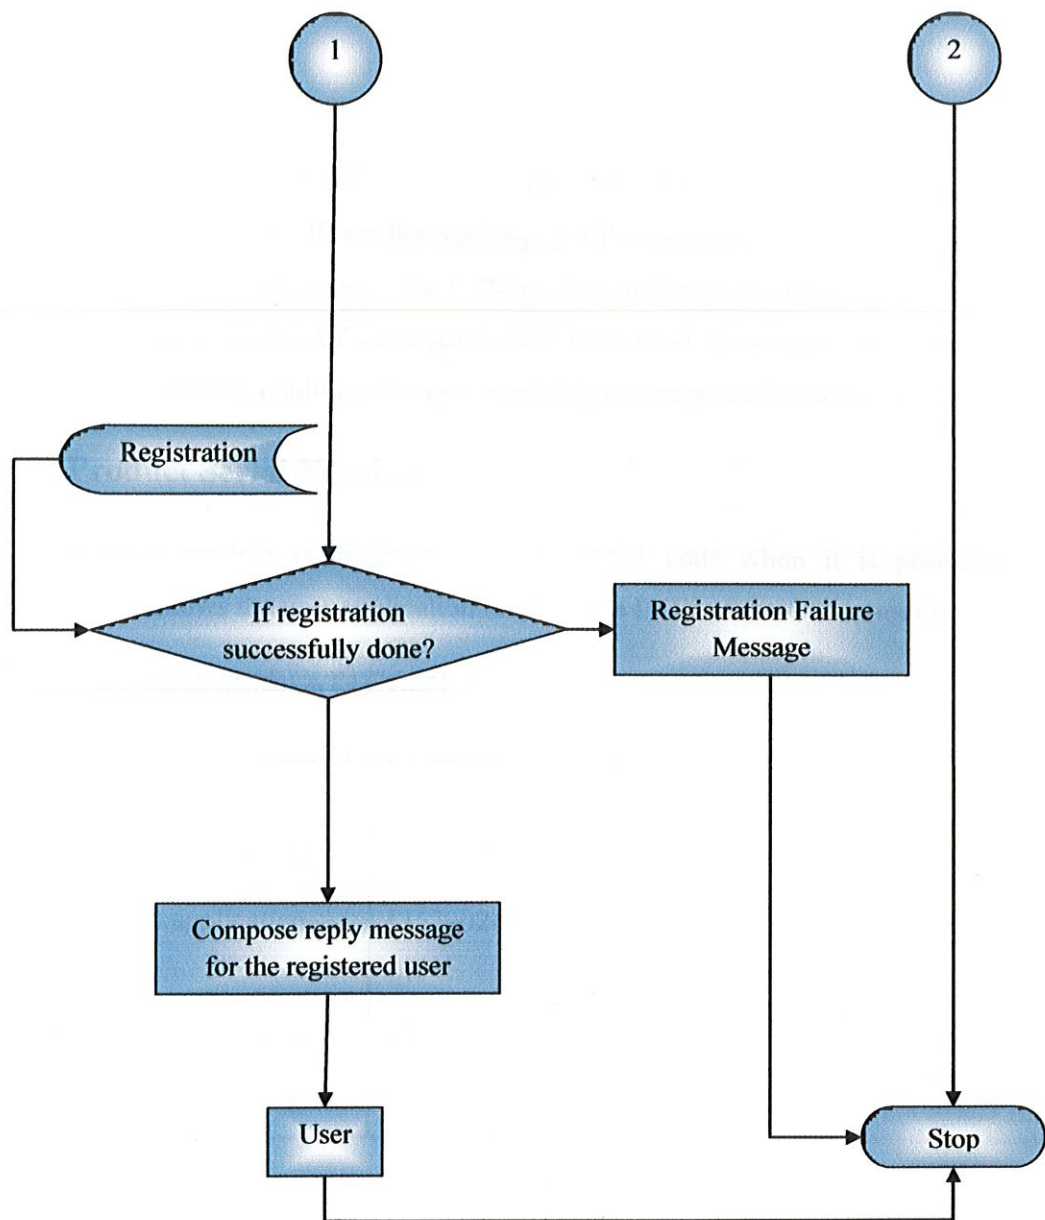 1
2
Registration
If registration
successfully done?
Registration Failure
Message
Compose reply message
for the registered user
User
Stop